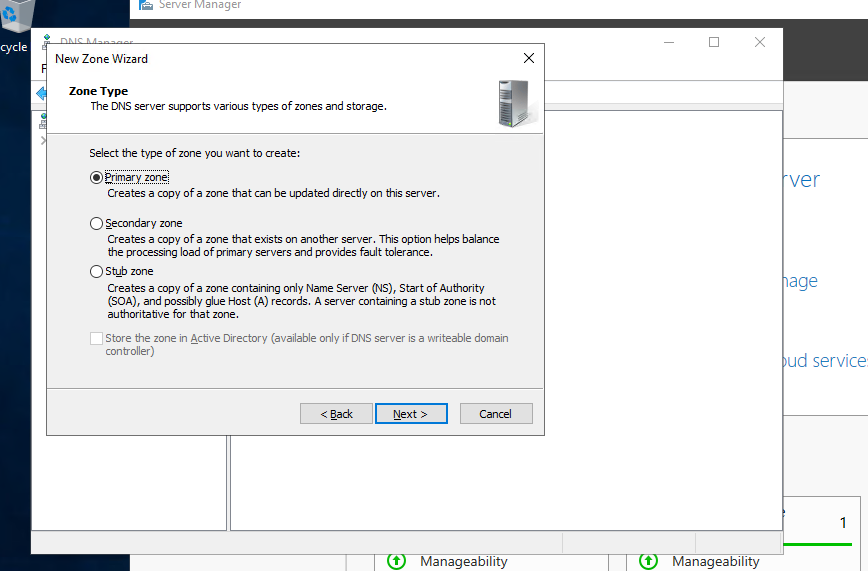 Server Manager
cycle
DNS Manager
New Zone Wizard
Zone Type
The DNS server supports various types of zones and storage.
Select the type of zone you want to create:
Primary zone
Creates a copy of a zone that can be updated directly on this server.
Secondary zone
Creates a copy of a zone that exists on another server. This option helps balance
the processing load of primary servers and provides fault tolerance.
Stub zone
Creates a copy of a zone containing only Name Server (NS), Start of Authority
(SOA), and possibly glue Host (A) records. A server containing a stub zone is not
authoritative for that zone.
Store the zone in Active Directory (available only if DNS server is a writeable domain
controller)
< Back
Next >
Cancel
rver
nage
oud services
1
Manageability
Manageability